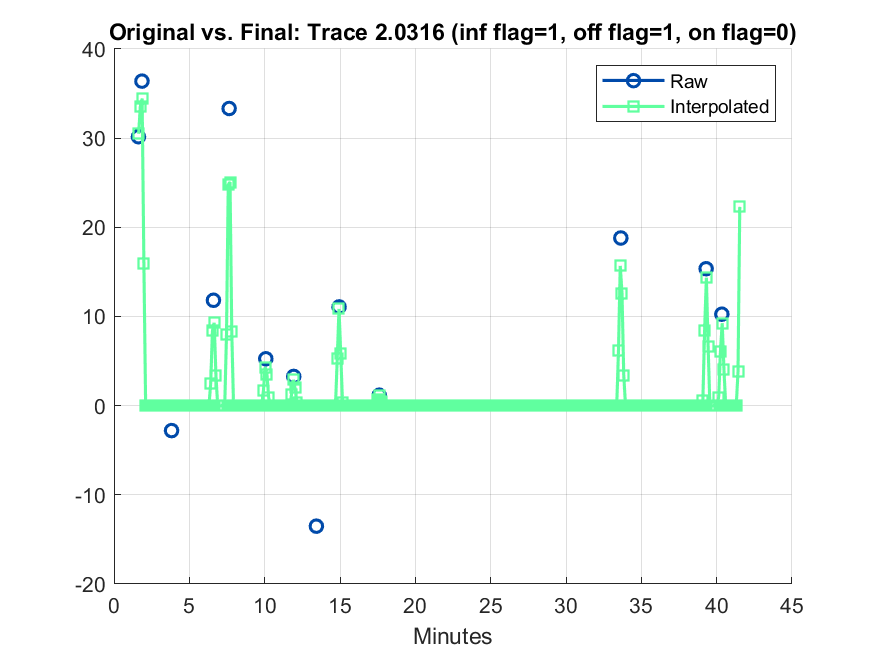 Original vs. Final: Trace 2.0316 (inf flag=1, off flag=1, on flag=0)
40
30
20
10
0
-10
-20
Raw
Interpolated
0 5 10 15 20 25 30 35 40 45
Minutes